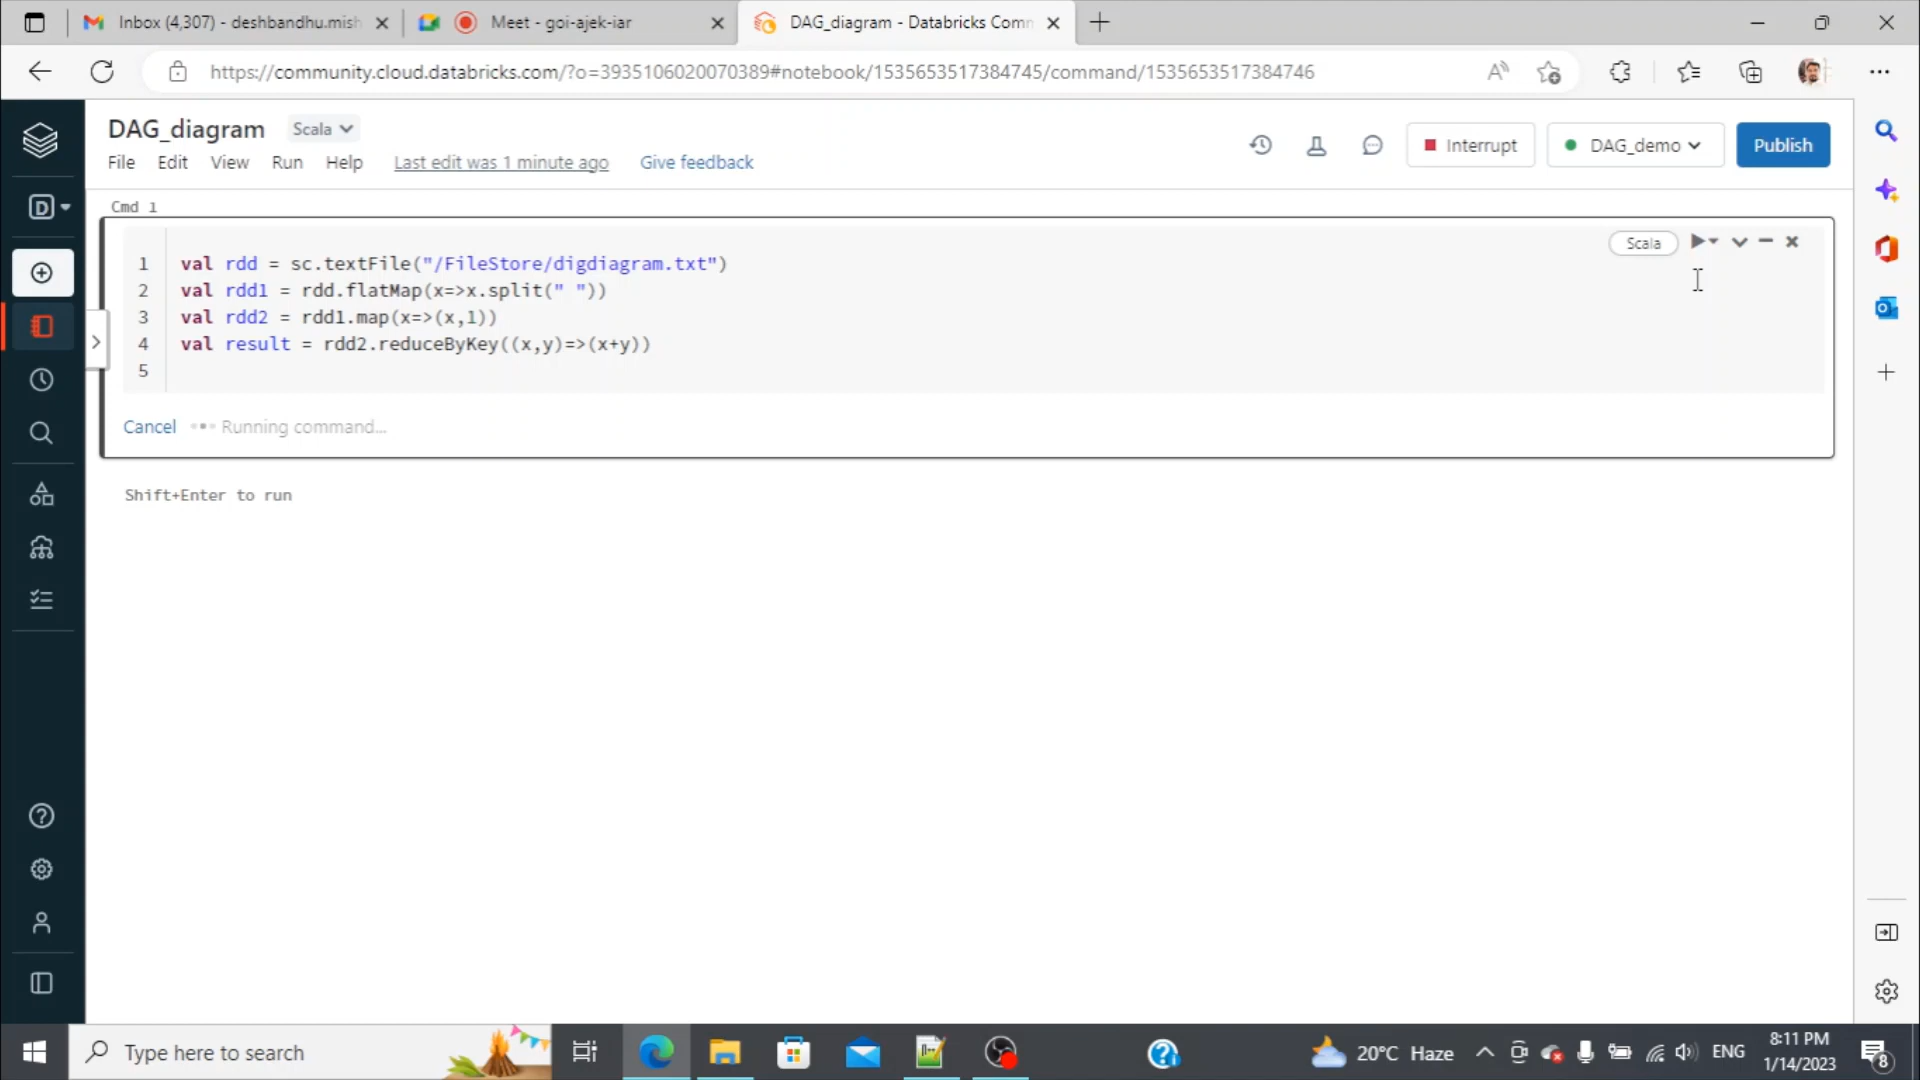 Inbox (4,307) - deshbandhu.mish
Meet - goi-ajek-iar
DAG_diagram - Databricks Com
https://community.cloud.databricks.com/?o=3935106020070389#notebook/1535653517384745/command/1535653517384746
DAG_diagram
Scala
File
Edit
View
Run
Help
Last edit was 1 minute ago
Give feedback
Interrupt
DAG_demo
Publish
Cmd 1
Scala
1 val rdd = sc.textFile("/FileStore/digdiagram.txt")
2 val rdd1 = rdd.flatMap(x=>x.split(" "))
3 val rdd2 = rdd1.map(x=>(x,1))
4 val result = rdd2.reduceByKey((x,y)=>(x+y))
5
Cancel
Running command...
Shift+Enter to run
Type here to search
20°C Haze
ENG
8:11 PM
1/14/2023
8